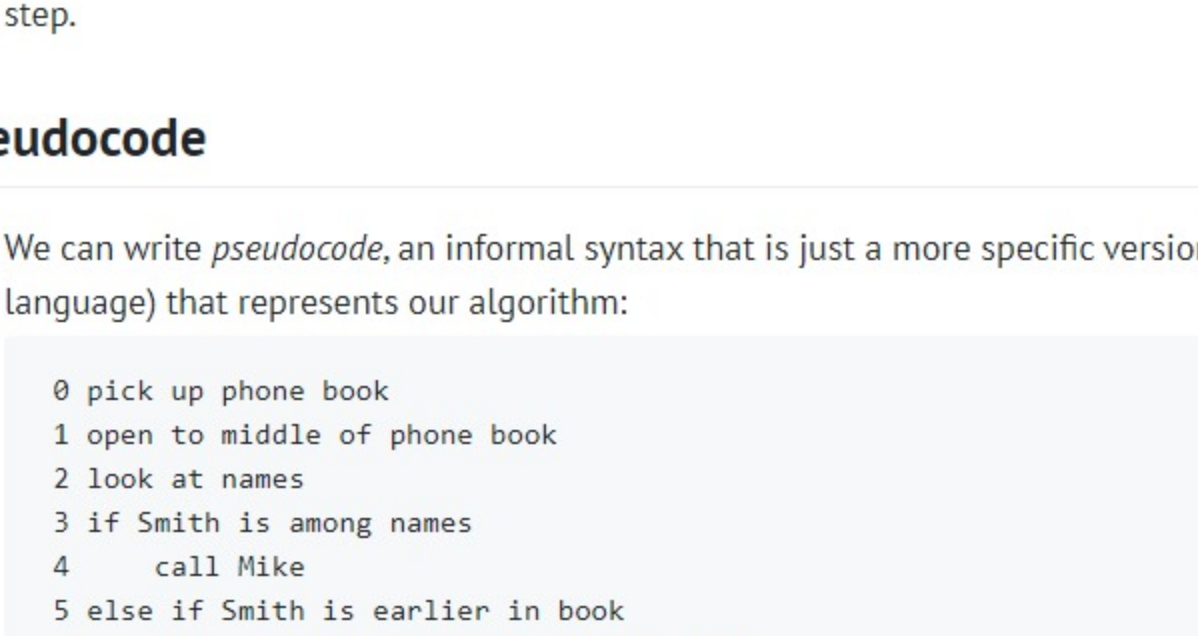 step.
eudocode
We can write pseudocode, an informal syntax that is just a more specific versio
language) that represents our algorithm:
0 pick up phone book
1 open to middle of phone book
2 look at names
3 if Smith is among names
4     call Mike
5 else if Smith is earlier in book